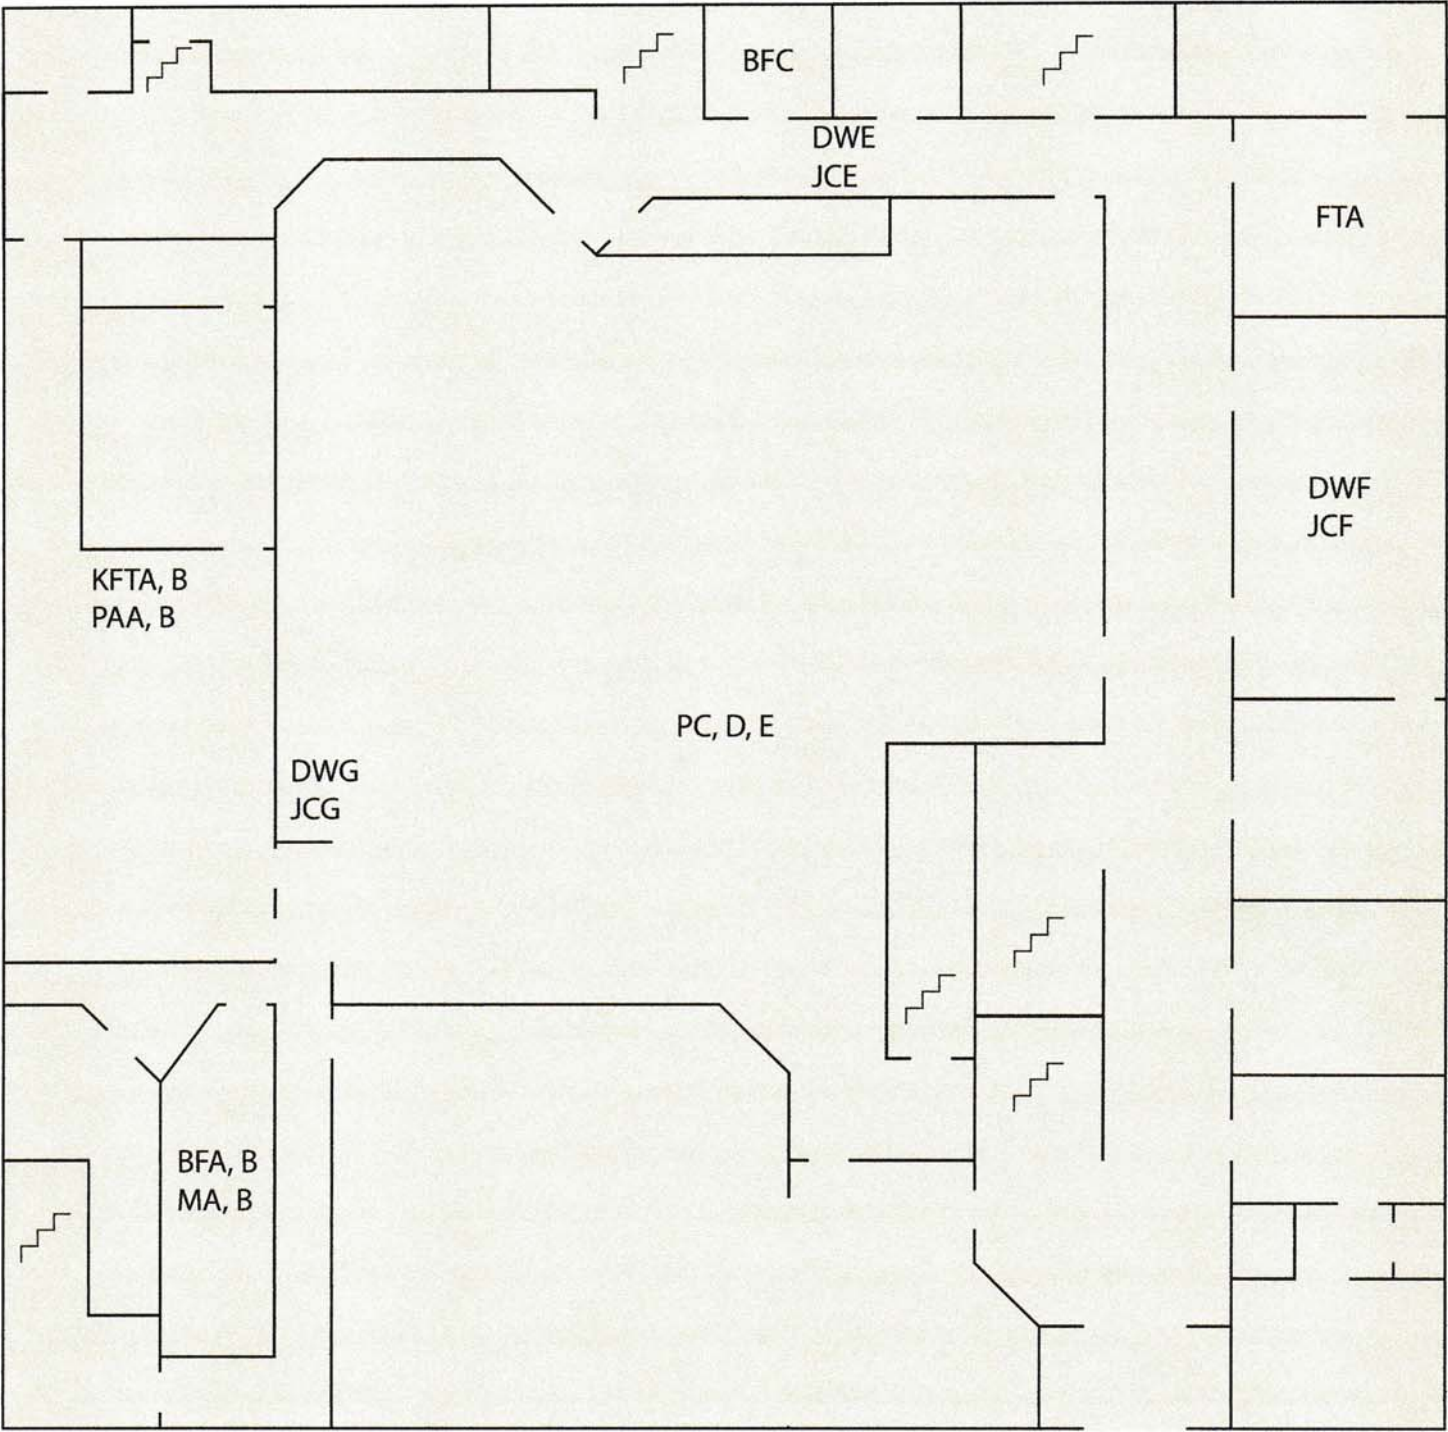 BFC
DWE
JCE
FTA
DWF
JCF
KFTA, B
PAA, B
PC, D, E
DWG
JCG
BFA, B
MA, B